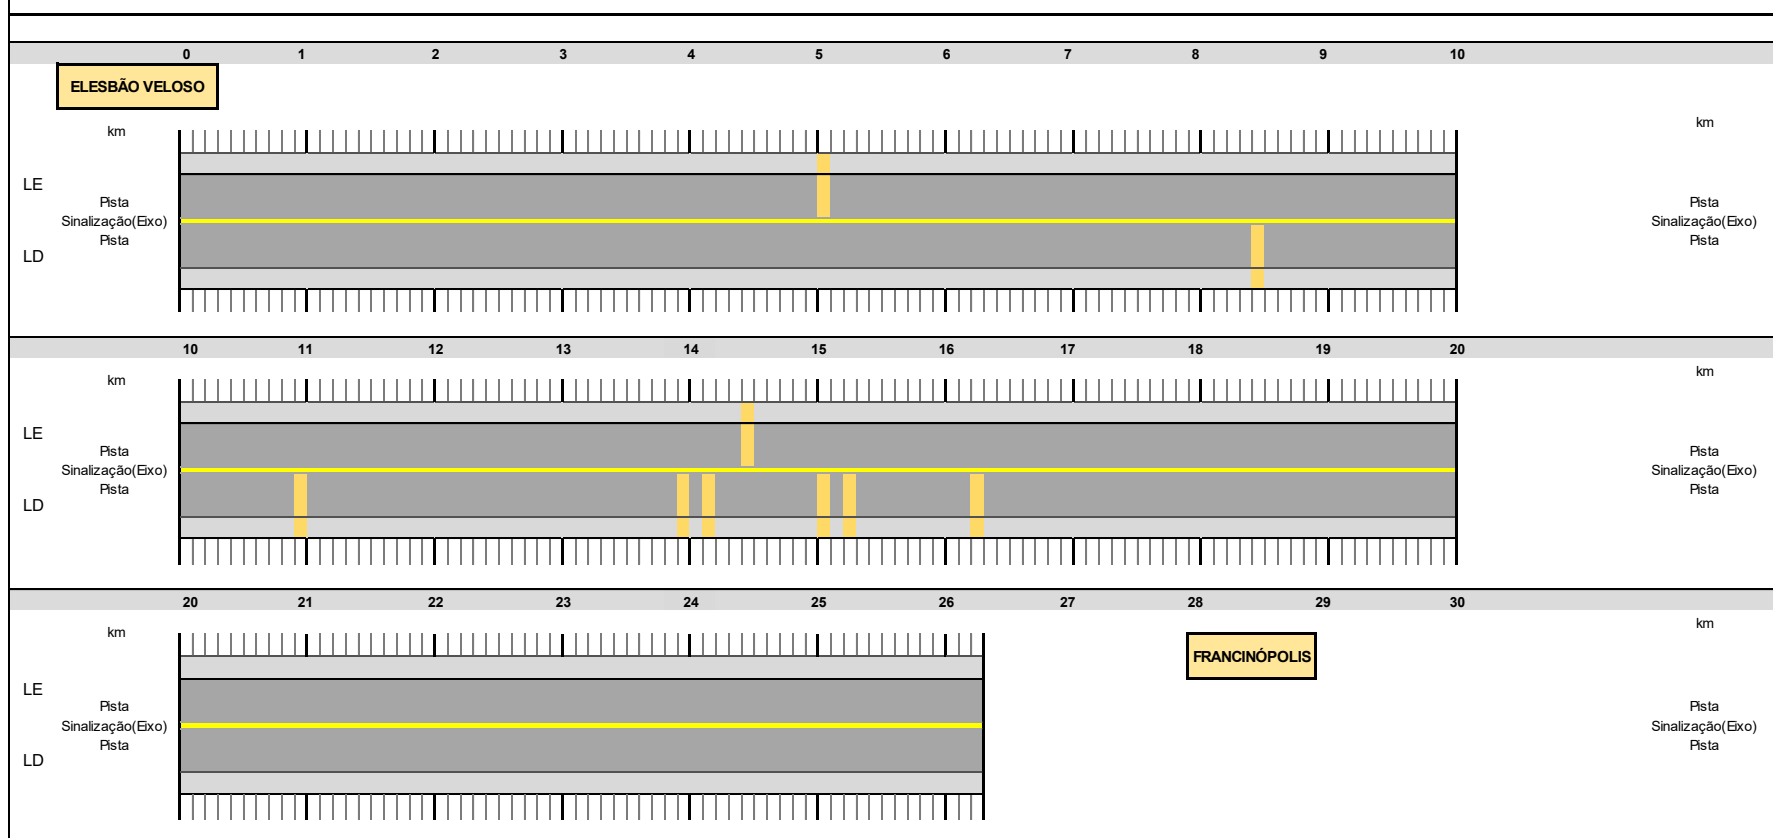 0 1 2 3 4 5 6 7 8 9 10
ELESBÃO VELOSO
km km
LE
Pista Pista
Sinalização(Eixo) Sinalização(Eixo)
Pista Pista
LD
10 11 12 13 14 15 16 17 18 19 20
km km
LE
Pista Pista
Sinalização(Eixo) Sinalização(Eixo)
Pista Pista
LD
20 21 22 23 24 25 26 27 28 29 30
km km
FRANCINÓPOLIS
LE
Pista Pista
Sinalização(Eixo) Sinalização(Eixo)
Pista Pista
LD